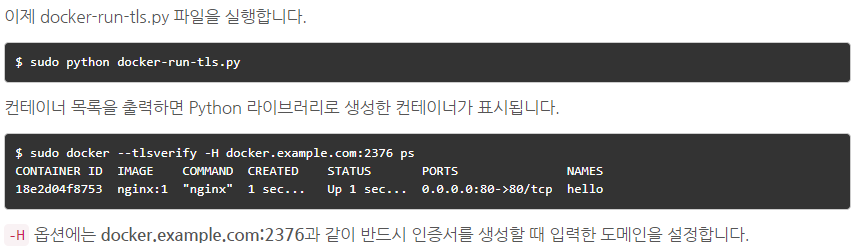 이제 docker-run-tls.py 파일을 실행합니다.
$ sudo python docker-run-tls.py
컨테이너 목록을 출력하면 Python 라이브러리로 생성한 컨테이너가 표시됩니다.
$ sudo docker --tlsverify -H docker.example.com:2376 ps
CONTAINER ID  IMAGE    COMMAND  CREATED    STATUS       PORTS               NAMES
18e2d04f8753  nginx:1  "nginx"  1 sec...   Up 1 sec...  0.0.0.0:80->80/tcp  hello
-H 옵션에는 docker.example.com:2376과 같이 반드시 인증서를 생성할 때 입력한 도메인을 설정합니다.